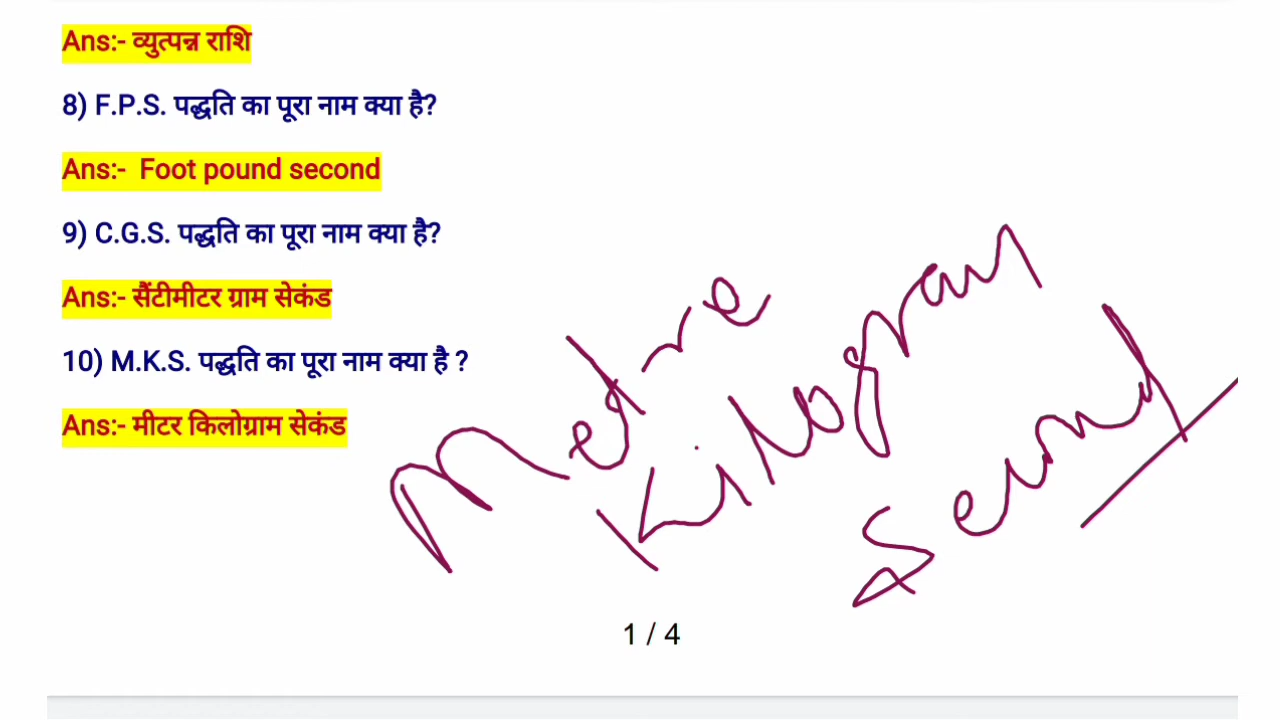 Ans:- व्युत्पन्न राशि
8) F.P.S. पद्धति का पूरा नाम क्या है?
Ans:- Foot pound second
9) C.G.S. पद्धति का पूरा नाम क्या है?
Ans:- सैंटीमीटर ग्राम सेकंड
10) M.K.S. पद्धति का पूरा नाम क्या है ?
Ans:- मीटर किलोग्राम सेकंड
Metre
Kilogram
Second
1 / 4